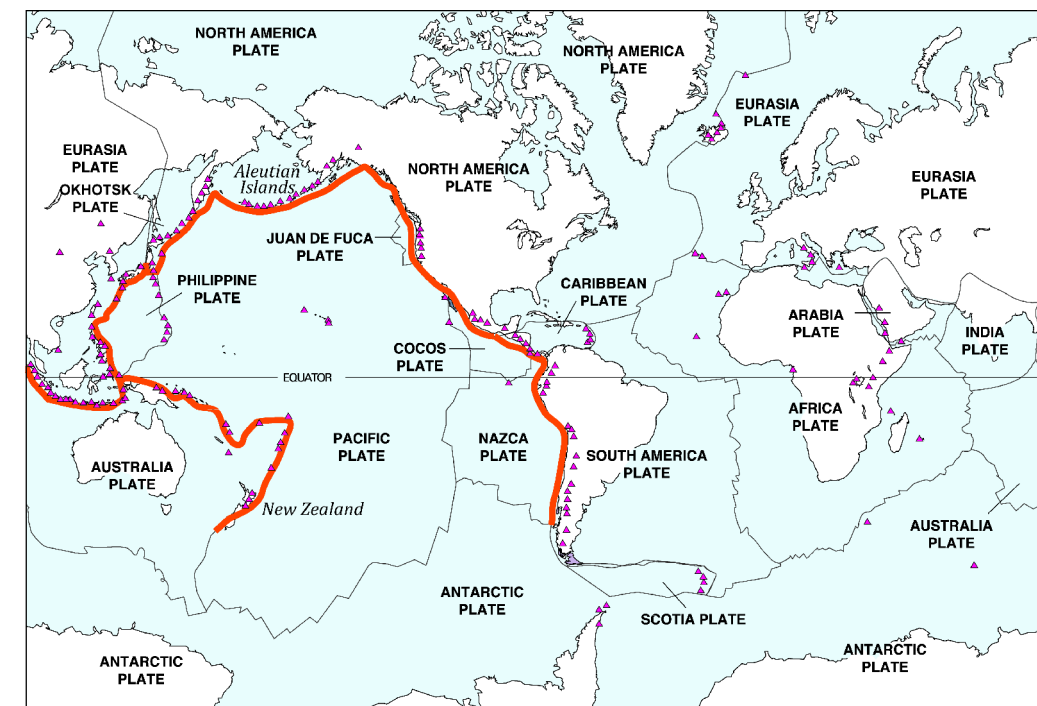 NORTH AMERICA
PLATE
NORTH AMERICA
PLATE
EURASIA
PLATE
EURASIA
PLATE
OKHOTSK
PLATE
Aleutian
Islands
NORTH AMERICA
PLATE
EURASIA
PLATE
JUAN DE FUCA
PLATE
PHILIPPINE
PLATE
CARIBBEAN
PLATE
ARABIA
PLATE
INDIA
PLATE
COCOS
PLATE
EQUATOR
AFRICA
PLATE
PACIFIC
PLATE
NAZCA
PLATE
SOUTH AMERICA
PLATE
AUSTRALIA
PLATE
New Zealand
AUSTRALIA
PLATE
ANTARCTIC
PLATE
SCOTIA PLATE
ANTARCTIC
PLATE
ANTARCTIC
PLATE